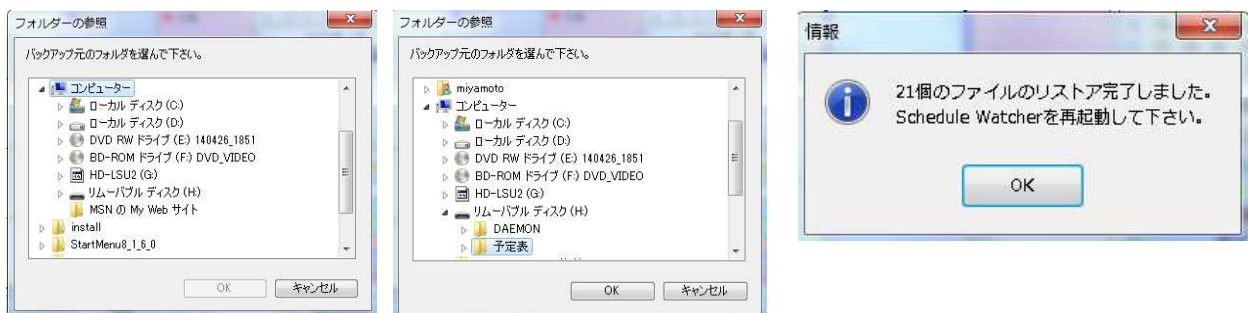 フォルダーの参照
バックアップ元のフォルダを選んで下さい。
コンピューター
ローカル ディスク (C:)
ローカル ディスク (D:)
DVD RW ドライブ (E:) 140426_1851
BD-ROM ドライブ (F:) DVD_VIDEO
HD-LSU2 (G:)
リムーバブル ディスク (H:)
MSN の My Web サイト
install
StartMenu8_1_6_0
OK キャンセル
フォルダーの参照
バックアップ元のフォルダを選んで下さい。
miyamoto
コンピューター
ローカル ディスク (C:)
ローカル ディスク (D:)
DVD RW ドライブ (E:) 140426_1851
BD-ROM ドライブ (F:) DVD_VIDEO
HD-LSU2 (G:)
リムーバブル ディスク (H:)
DAEMON
予定表
OK キャンセル
情報
21個のファイルのリストア完了しました。
Schedule Watcherを再起動して下さい。
OK